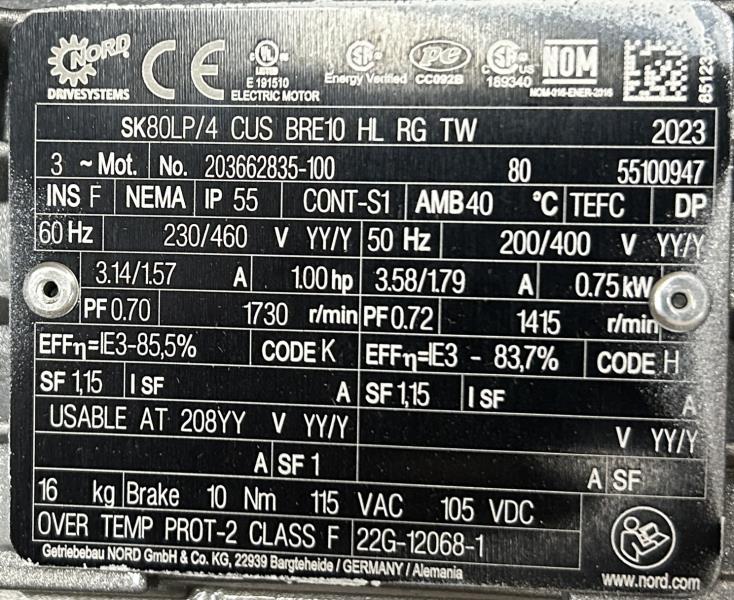 NORD
DRIVESYSTEMS
CE
UL LISTED
E 191510
ELECTRIC MOTOR
Energy Verified
CC092B
C US
189340
NOM
NOM-016-ENER-2016
SK80LP/4 CUS BRE10 HL RG TW 2023
3 ~ Mot. No. 203662835-100 80 55100947
INS F NEMA IP 55 CONT-S1 AMB 40 °C TEFC DP
60 Hz 230/460 V YY/Y 50 Hz 200/400 V YY/Y
3.14/1.57 A 1.00 hp 3.58/1.79 A 0.75 kW
PF 0.70 1730 r/min PF 0.72 1415 r/min
EFFη=IE3-85,5% CODE K EFFη=IE3 - 83,7% CODE H
SF 1,15 I SF A SF 1,15 I SF A
USABLE AT 208YY V YY/Y V YY/Y
A SF 1 A SF
16 kg Brake 10 Nm 115 VAC 105 VDC
OVER TEMP PROT-2 CLASS F 22G-12068-1
Getriebebau NORD GmbH & Co. KG, 22939 Bargteheide / GERMANY / Alemania
www.nord.com